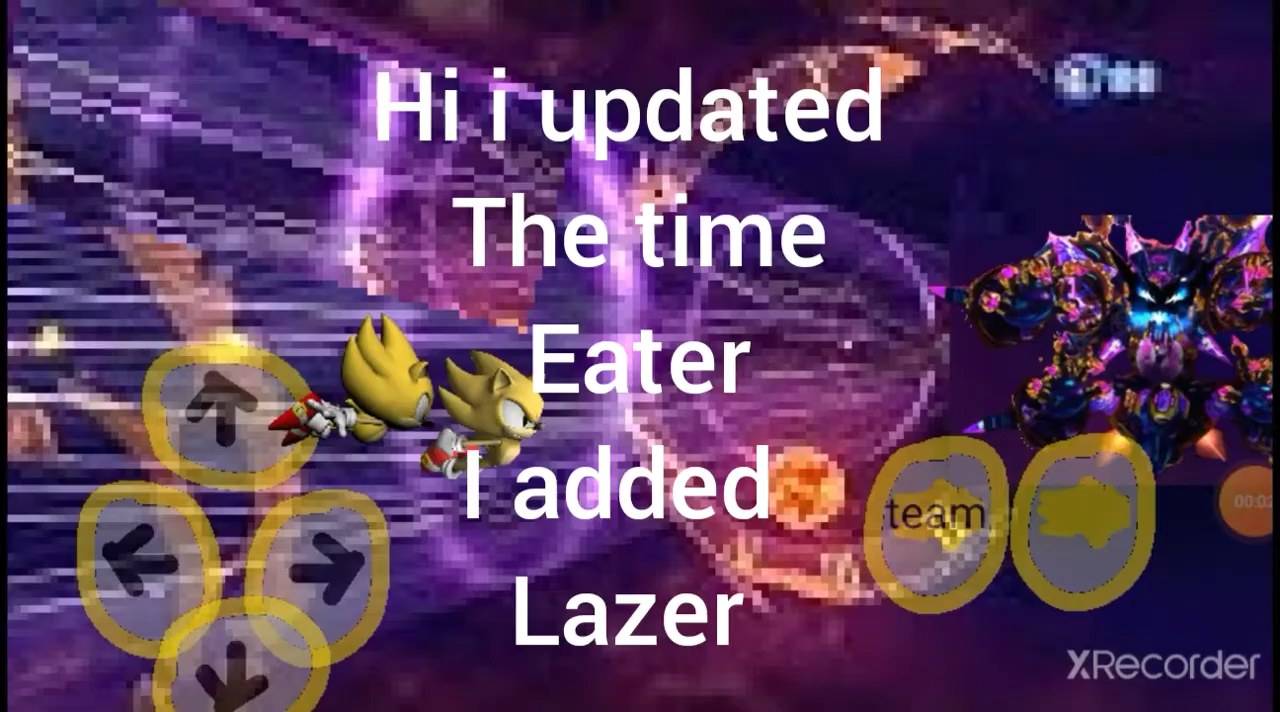 Hi i updated
The time
Eater
I added
Lazer
team
XRecorder